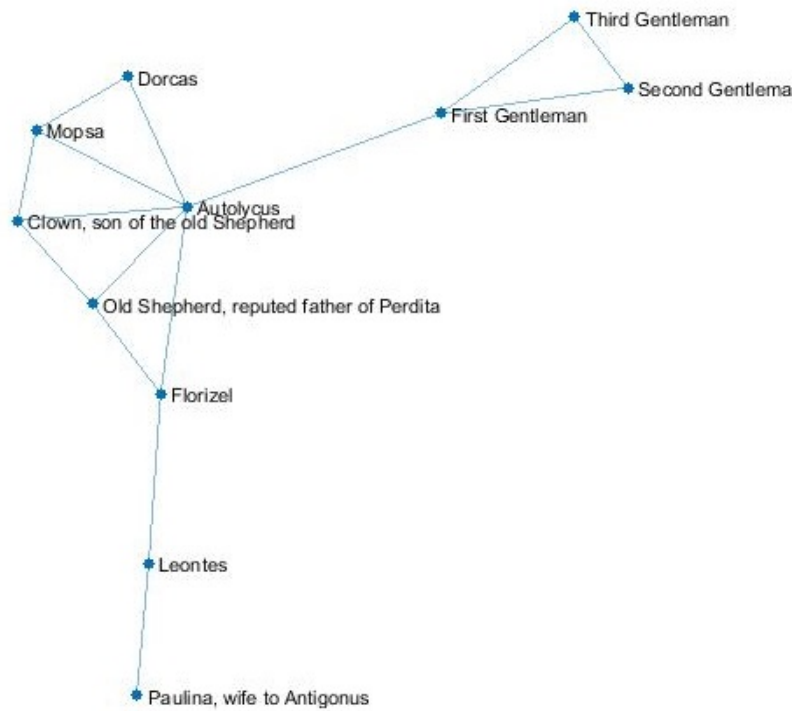 Third Gentleman
Dorcas
Second Gentlema
First Gentleman
Mopsa
Autolycus
Clown, son of the old Shepherd
Old Shepherd, reputed father of Perdita
Florizel
Leontes
Paulina, wife to Antigonus